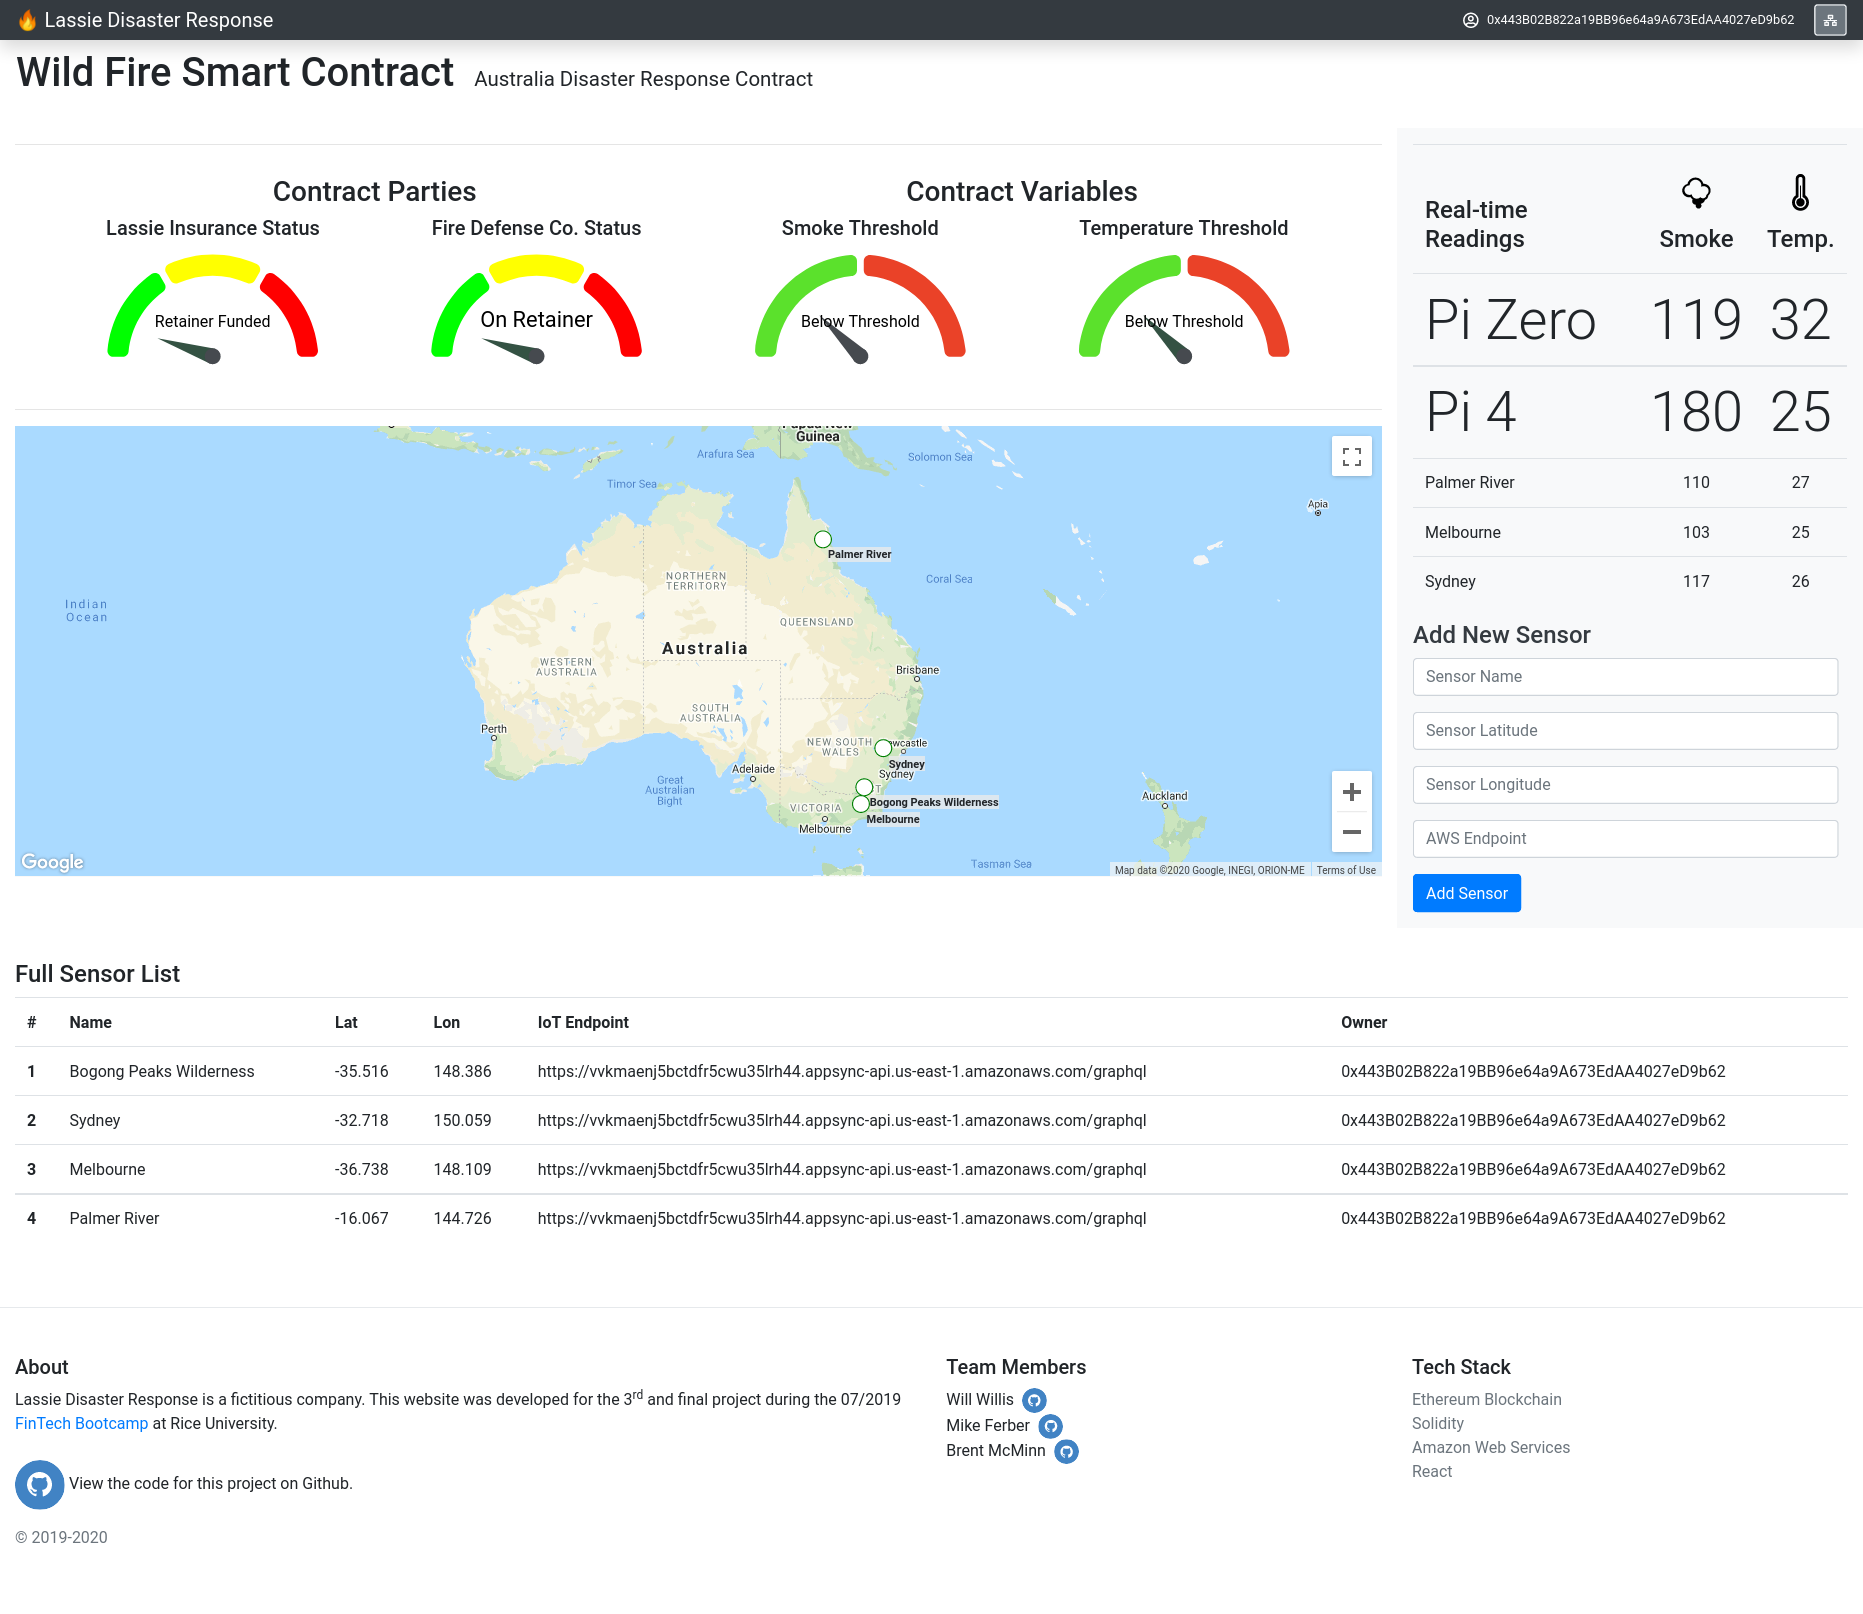 Lassie Disaster Response
0x443B02B822a19BB96e64a9A673EdAA4027eD9b62
Wild Fire Smart Contract Australia Disaster Response Contract
Contract Parties
Contract Variables
Lassie Insurance Status
Fire Defense Co. Status
Smoke Threshold
Temperature Threshold
Retainer Funded
On Retainer
Below Threshold
Below Threshold
Real-time
Readings
Smoke
Temp.
Pi Zero 119 32
Pi 4 180 25
Palmer River 110 27
Melbourne 103 25
Sydney 117 26
Papua New
Guinea
Arafura Sea
Solomon Sea
Timor Sea
Apia
Palmer River
NORTHERN
TERRITORY
Coral Sea
Indian
Ocean
QUEENSLAND
Australia
WESTERN
AUSTRALIA
Brisbane
SOUTH
AUSTRALIA
Perth
NEW SOUTH
WALES
wcastle
Sydney
Sydney
Adelaide
Great
Australian
Bight
T
Bogong Peaks Wilderness
VICTORIA
Melbourne
Melbourne
Auckland
Tasman Sea
Google
Map data ©2020 Google, INEGI, ORION-ME
Terms of Use
Add New Sensor
Sensor Name
Sensor Latitude
Sensor Longitude
AWS Endpoint
Add Sensor
Full Sensor List
# Name Lat Lon IoT Endpoint Owner
1 Bogong Peaks Wilderness -35.516 148.386 https://vvkmaenj5bctdfr5cwu35lrh44.appsync-api.us-east-1.amazonaws.com/graphql 0x443B02B822a19BB96e64a9A673EdAA4027eD9b62
2 Sydney -32.718 150.059 https://vvkmaenj5bctdfr5cwu35lrh44.appsync-api.us-east-1.amazonaws.com/graphql 0x443B02B822a19BB96e64a9A673EdAA4027eD9b62
3 Melbourne -36.738 148.109 https://vvkmaenj5bctdfr5cwu35lrh44.appsync-api.us-east-1.amazonaws.com/graphql 0x443B02B822a19BB96e64a9A673EdAA4027eD9b62
4 Palmer River -16.067 144.726 https://vvkmaenj5bctdfr5cwu35lrh44.appsync-api.us-east-1.amazonaws.com/graphql 0x443B02B822a19BB96e64a9A673EdAA4027eD9b62
About
Lassie Disaster Response is a fictitious company. This website was developed for the 3rd and final project during the 07/2019
FinTech Bootcamp at Rice University.
View the code for this project on Github.
© 2019-2020
Team Members
Will Willis
Mike Ferber
Brent McMinn
Tech Stack
Ethereum Blockchain
Solidity
Amazon Web Services
React